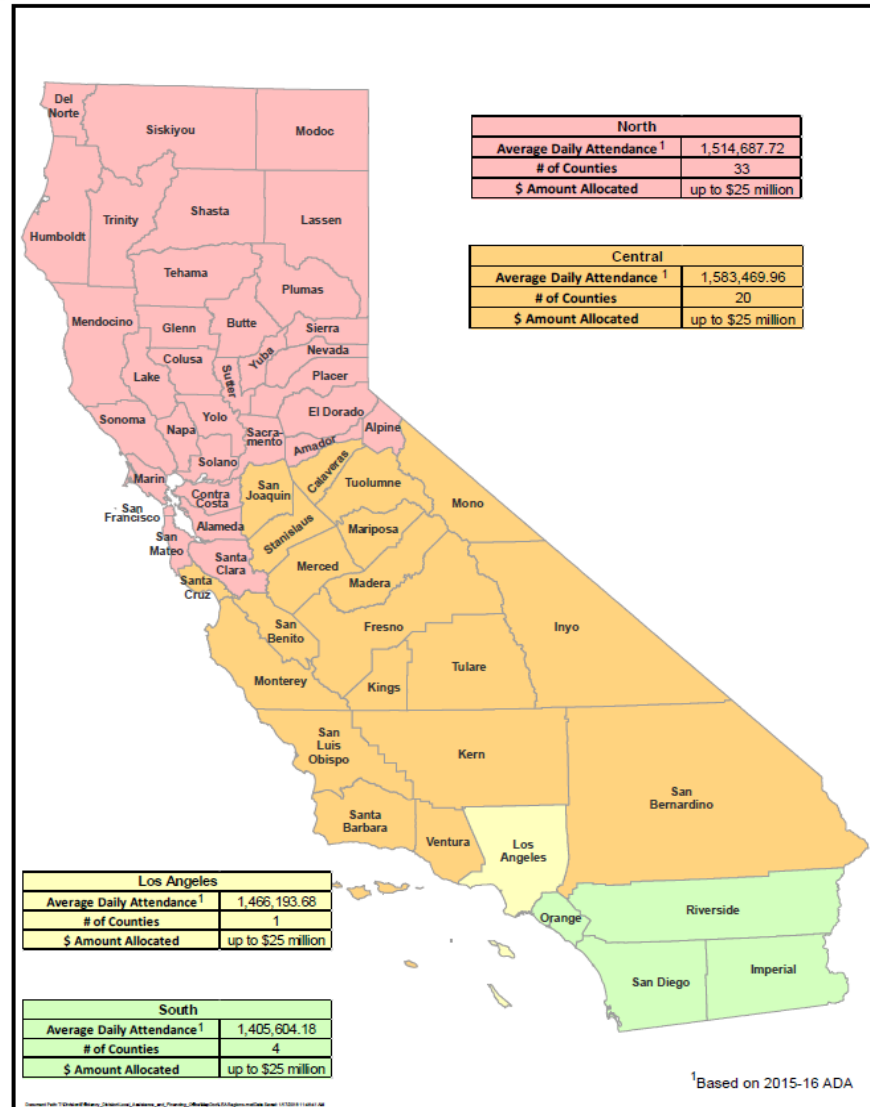 Del
Norte
Siskiyou
Modoc
North
Average Daily Attendance 1 1,514,687.72
# of Counties 33
$ Amount Allocated up to $25 million
Humboldt
Trinity
Shasta
Lassen
Central
Average Daily Attendance 1 1,583,469.96
# of Counties 20
$ Amount Allocated up to $25 million
Tehama
Plumas
Mendocino
Glenn
Butte
Sierra
Colusa
Yuba
Nevada
Lake
Sutter
Placer
Sonoma
Napa
Yolo
El Dorado
Sacra-
mento
Alpine
Amador
Solano
Marin
Contra
Costa
San
Joaquin
Calaveras
Tuolumne
Mono
San
Francisco
Alameda
Stanislaus
Mariposa
San
Mateo
Santa
Clara
Merced
Madera
Santa
Cruz
San
Benito
Fresno
Inyo
Monterey
Kings
Tulare
San
Luis
Obispo
Kern
San
Bernardino
Santa
Barbara
Ventura
Los
Angeles
Los Angeles
Average Daily Attendance 1 1,466,193.68
# of Counties 1
$ Amount Allocated up to $25 million
Orange
Riverside
San Diego
Imperial
South
Average Daily Attendance 1 1,405,604.18
# of Counties 4
$ Amount Allocated up to $25 million
1Based on 2015-16 ADA